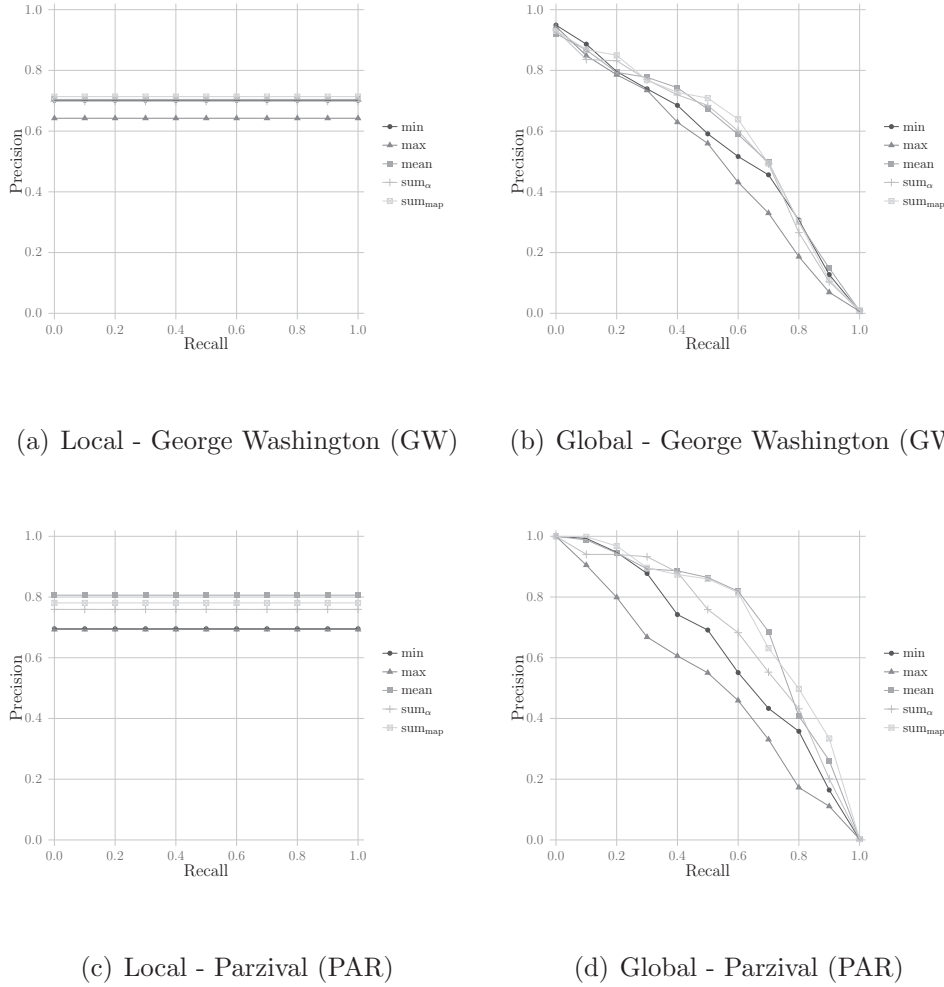 1.0
0.8
0.6
0.4
0.2
0.0
Precision
0.0 0.2 0.4 0.6 0.8 1.0
Recall
min
max
mean
sumα
summap
(a) Local - George Washington (GW)
1.0
0.8
0.6
0.4
0.2
0.0
Precision
0.0 0.2 0.4 0.6 0.8 1.0
Recall
min
max
mean
sumα
summap
(b) Global - George Washington (GW
1.0
0.8
0.6
0.4
0.2
0.0
Precision
0.0 0.2 0.4 0.6 0.8 1.0
Recall
min
max
mean
sumα
summap
(c) Local - Parzival (PAR)
1.0
0.8
0.6
0.4
0.2
0.0
Precision
0.0 0.2 0.4 0.6 0.8 1.0
Recall
min
max
mean
sumα
summap
(d) Global - Parzival (PAR)